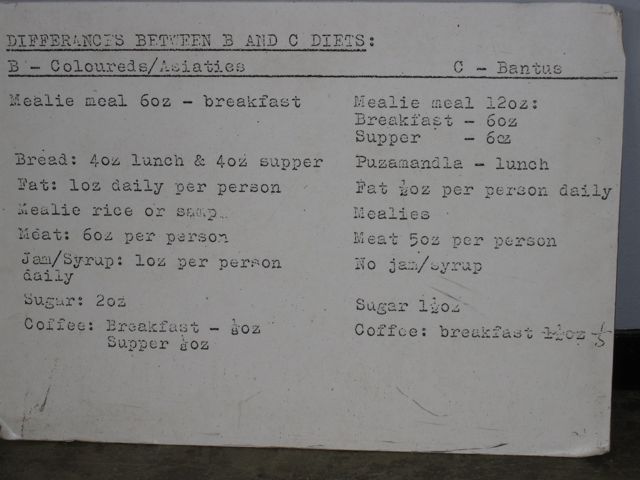 DIFFERANCES BETWEEN B AND C DIETS:
B - Coloureds/Asiatics C - Bantus
Mealie meal 6oz - breakfast Mealie meal 12oz:
Breakfast - 6oz
Supper - 6oz
Bread: 4oz lunch & 4oz supper Puzamandla - lunch
Fat: 1oz daily per person Fat ½oz per person daily
Mealie rice or samp Mealies
Meat: 6oz per person Meat 5oz per person
Jam/Syrup: 1oz per person No jam/syrup
daily
Sugar: 2oz Sugar 1½oz
Coffee: Breakfast - ¼oz Coffee: breakfast 1½oz
Supper ¼oz